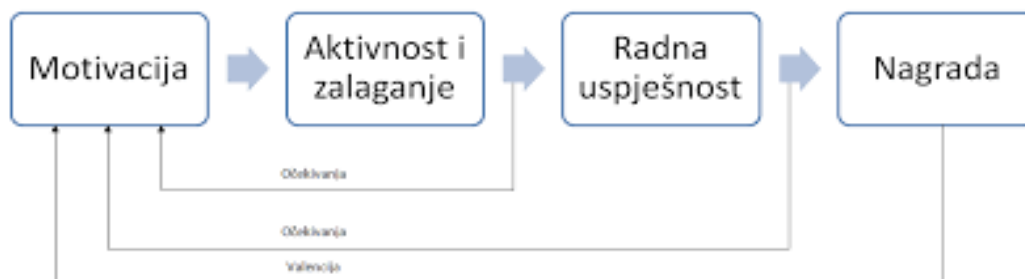 Motivacija
Aktivnost i
zalaganje
Radna
uspješnost
Nagrada
Očekivanja
Očekivanja
Valencija